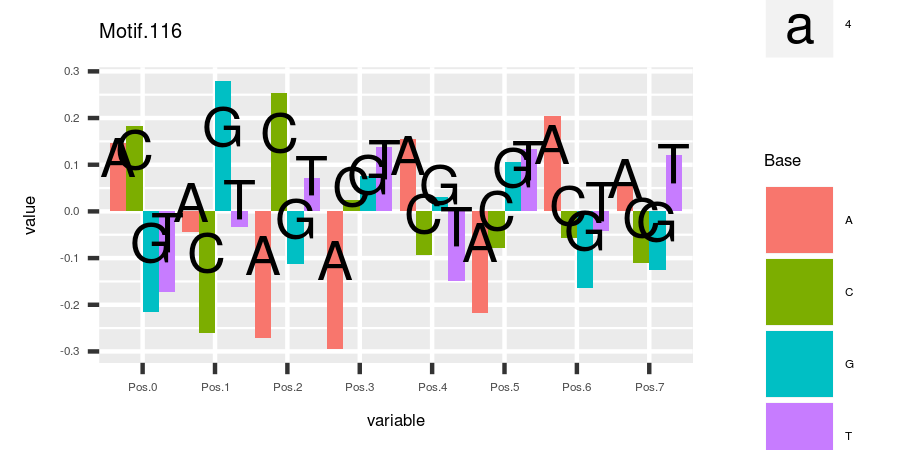 Motif.116
a 4
0.3
0.2
0.1
0.0
-0.1
-0.2
-0.3
value
A C G T A C G T A C G T A C G T A C G T A C G T A C G T A C G T
Pos.0 Pos.1 Pos.2 Pos.3 Pos.4 Pos.5 Pos.6 Pos.7
variable
Base
A
C
G
T